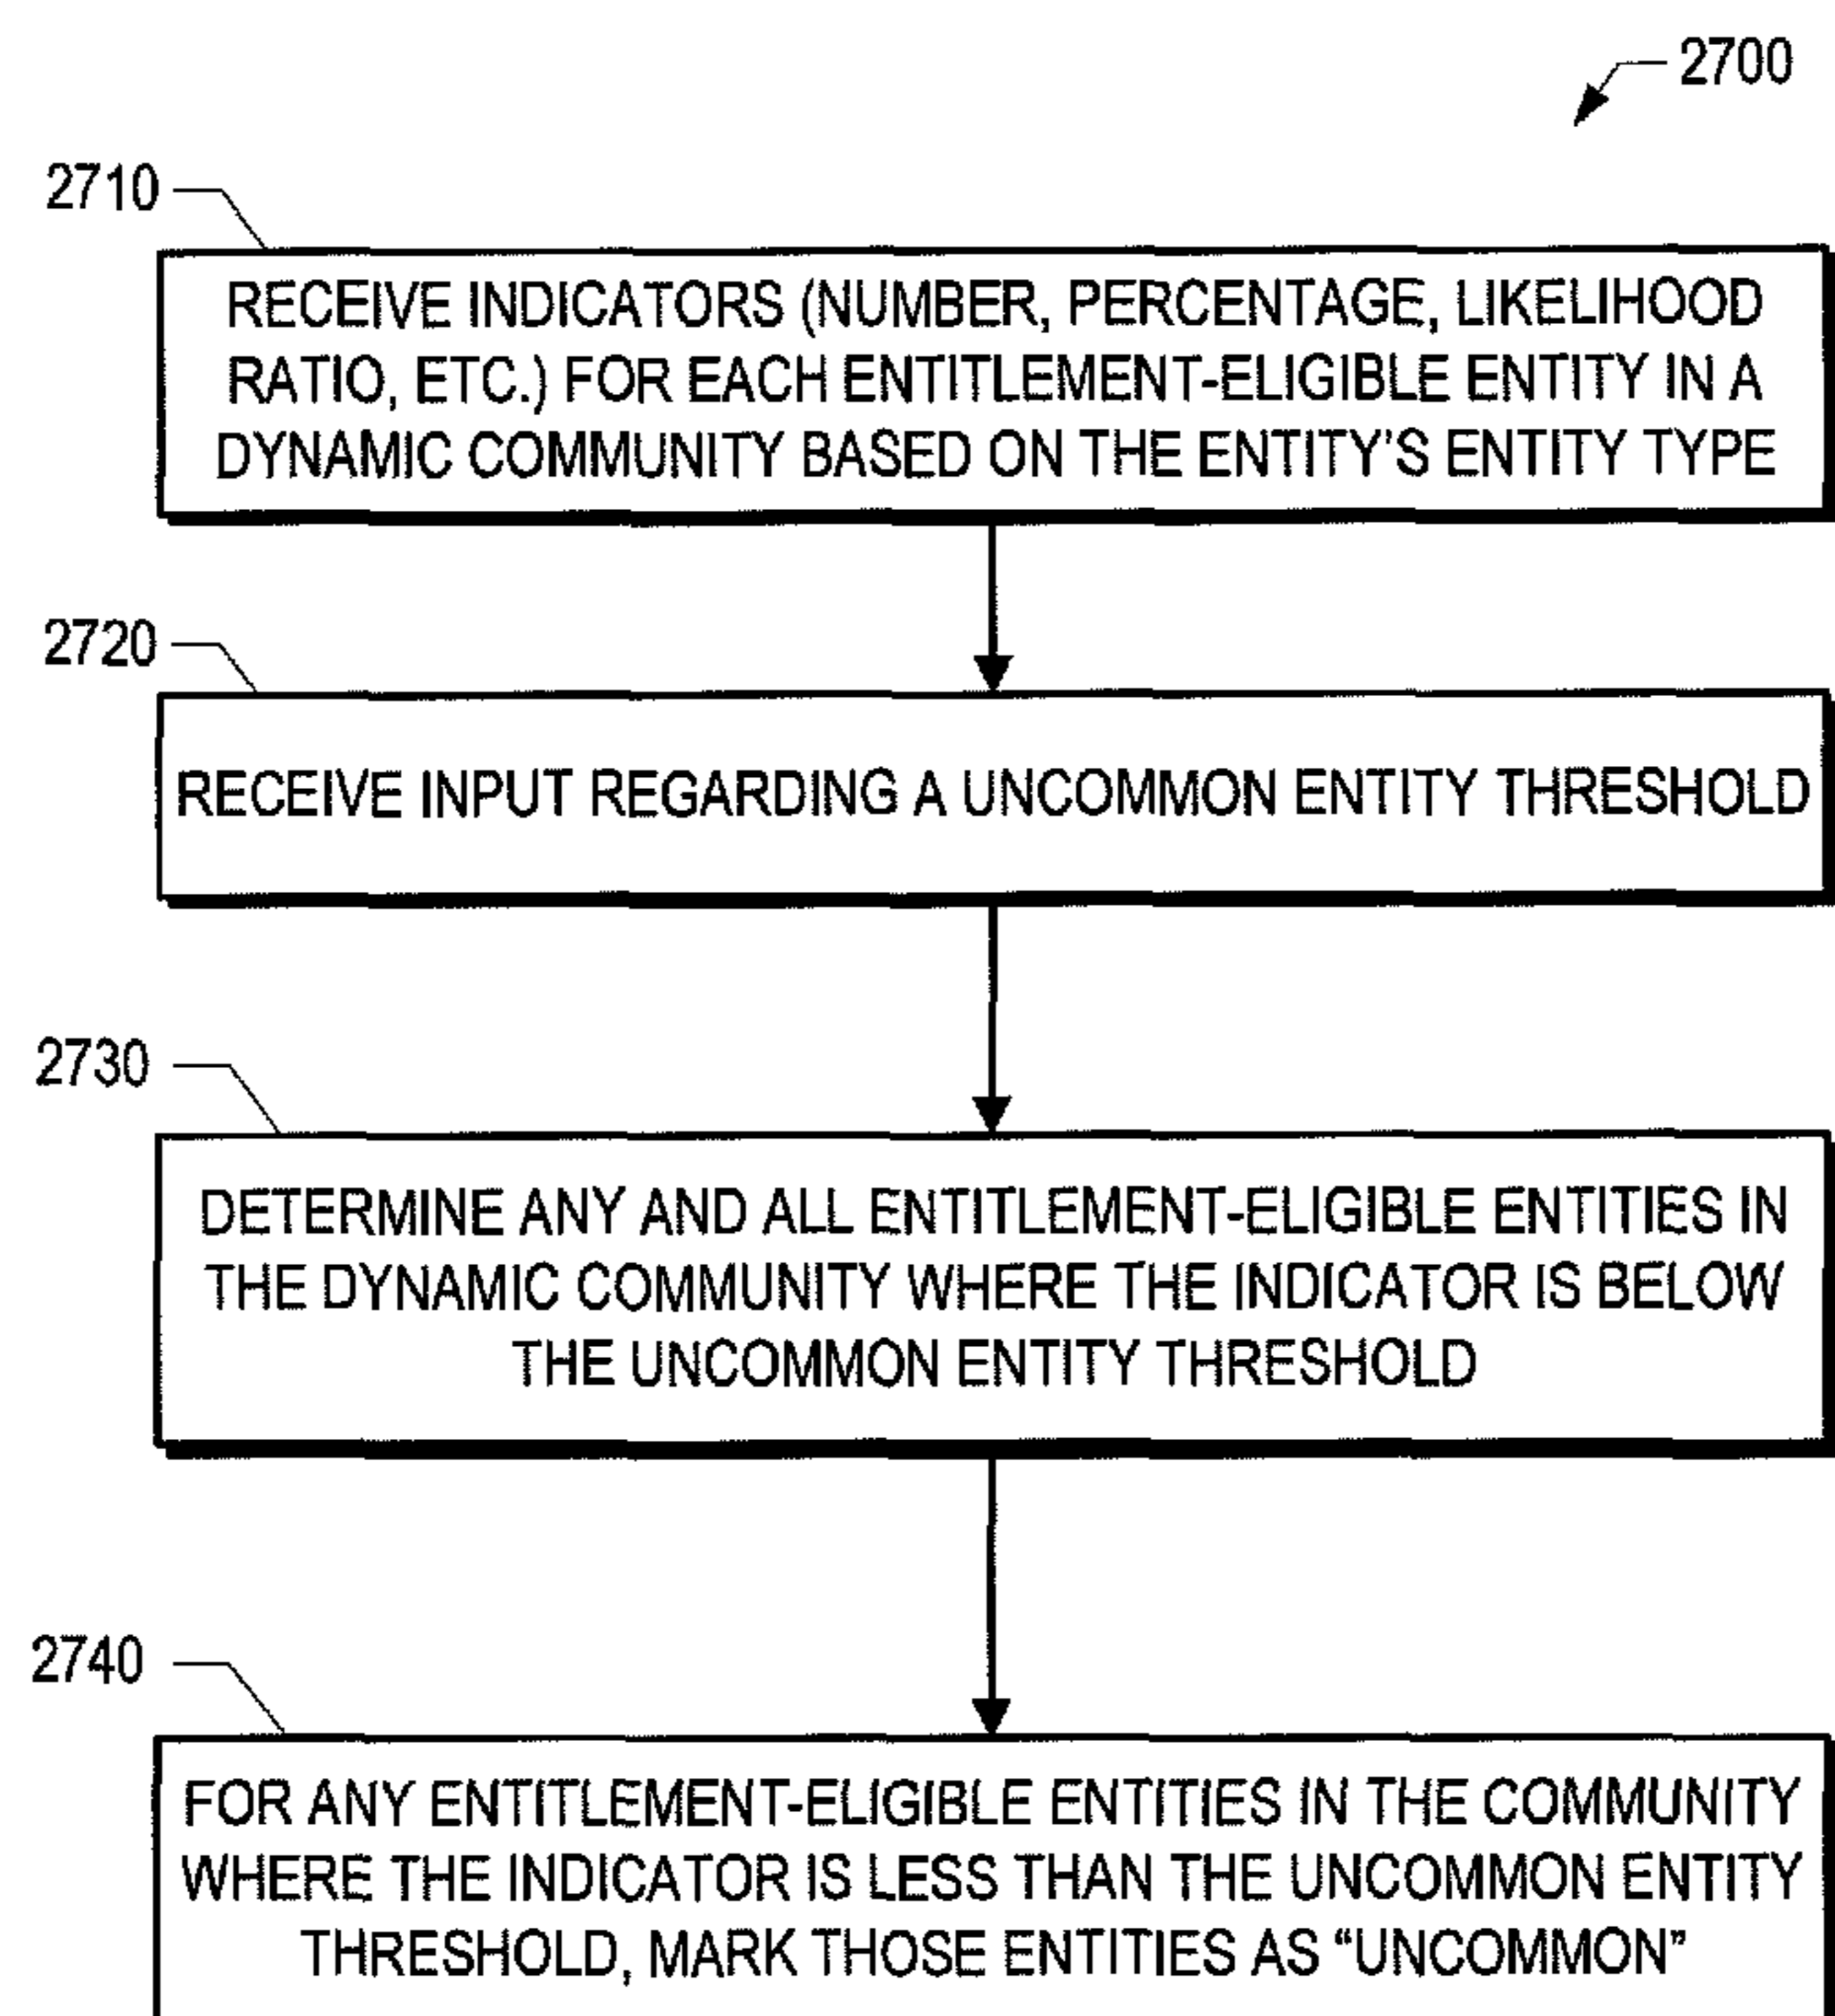 2700
2710
RECEIVE INDICATORS (NUMBER, PERCENTAGE, LIKELIHOOD
RATIO, ETC.) FOR EACH ENTITLEMENT-ELIGIBLE ENTITY IN A
DYNAMIC COMMUNITY BASED ON THE ENTITY'S ENTITY TYPE
2720
RECEIVE INPUT REGARDING A UNCOMMON ENTITY THRESHOLD
2730
DETERMINE ANY AND ALL ENTITLEMENT-ELIGIBLE ENTITIES IN
THE DYNAMIC COMMUNITY WHERE THE INDICATOR IS BELOW
THE UNCOMMON ENTITY THRESHOLD
2740
FOR ANY ENTITLEMENT-ELIGIBLE ENTITIES IN THE COMMUNITY
WHERE THE INDICATOR IS LESS THAN THE UNCOMMON ENTITY
THRESHOLD, MARK THOSE ENTITIES AS “UNCOMMON”